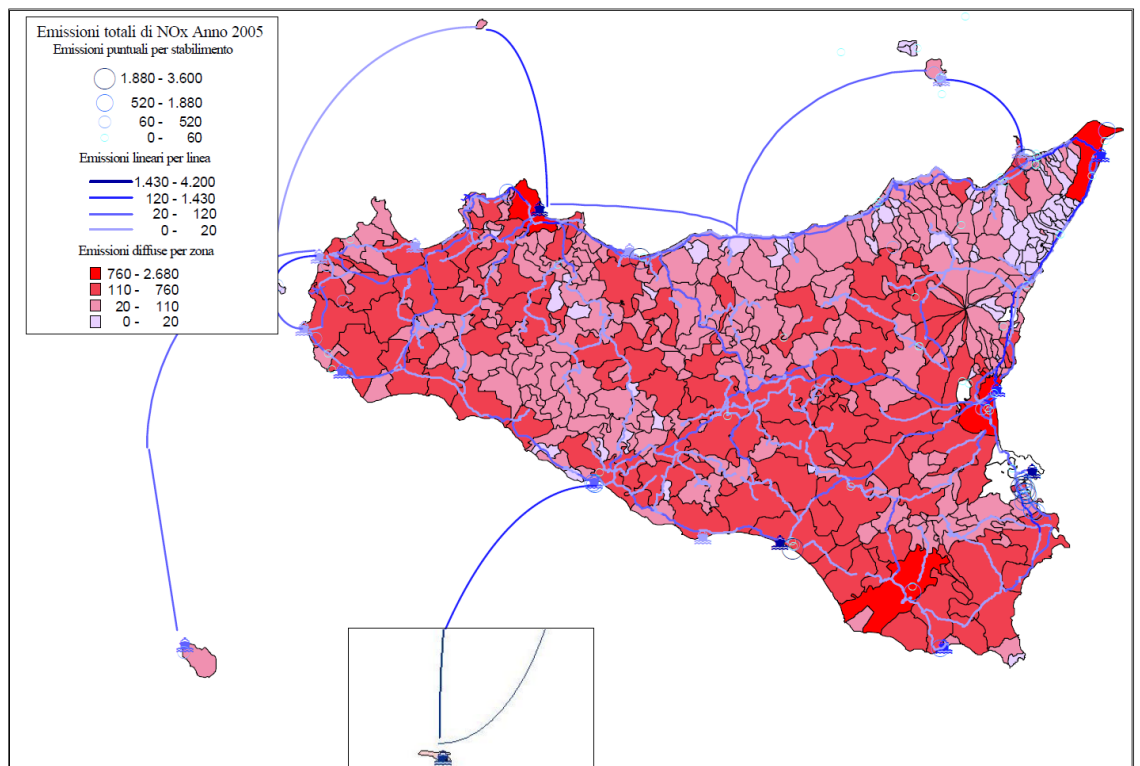 Emissioni totali di NOx Anno 2005
Emissioni puntuali per stabilimento
1.880 - 3.600
520 - 1.880
60 - 520
0 - 60
Emissioni lineari per linea
1.430 - 4.200
120 - 1.430
20 - 120
0 - 20
Emissioni diffuse per zona
760 - 2.680
110 - 760
20 - 110
0 - 20